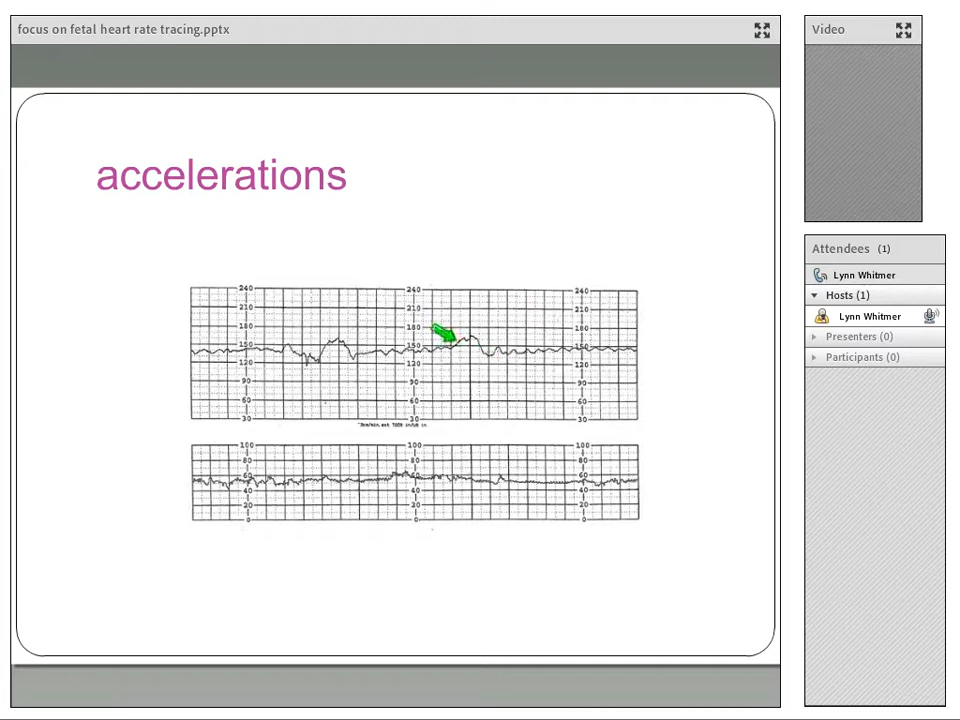 focus on fetal heart rate tracing.pptx
Video
accelerations
Attendees (1)
Lynn Whitmer
Hosts (1)
Lynn Whitmer
Presenters (0)
Participants (0)
240 240 240
210 210 210
180 180 180
150 150 150
120 120 120
90 90 90
60 60 60
30 30 30
100 100 100
80 80 80
60 60 60
40 40 40
20 20 20
0 0 0